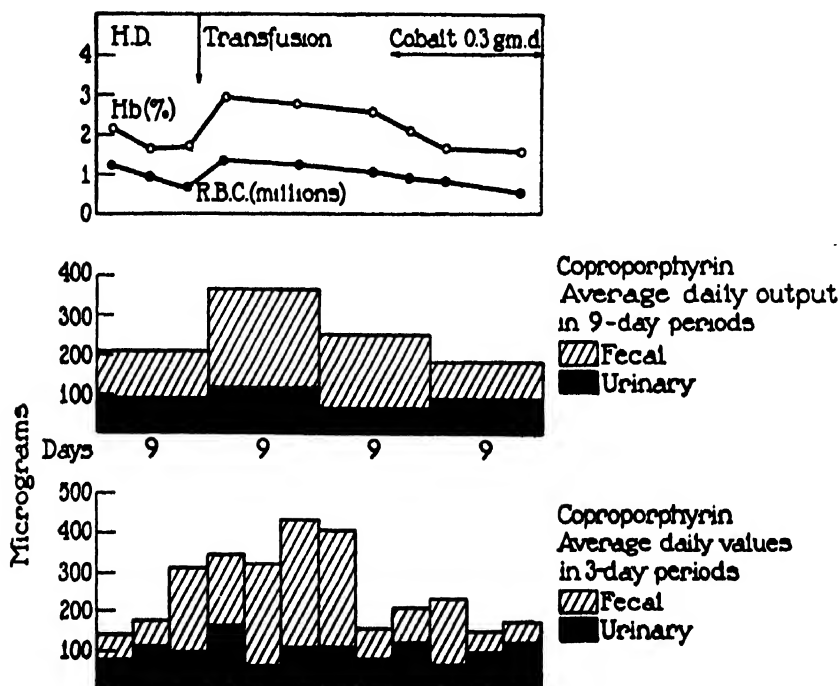 H.D. Transfusion Cobalt 0.3 gm.d
4
3
2
1
0
Hb(%)
R.B.C.(millions)
400
300
200
100
Coproporphyrin
Average daily output
in 9-day periods
Fecal
Urinary
Days 9 9 9 9
Micrograms
500
400
300
200
100
Coproporphyrin
Average daily values
in 3-day periods
Fecal
Urinary